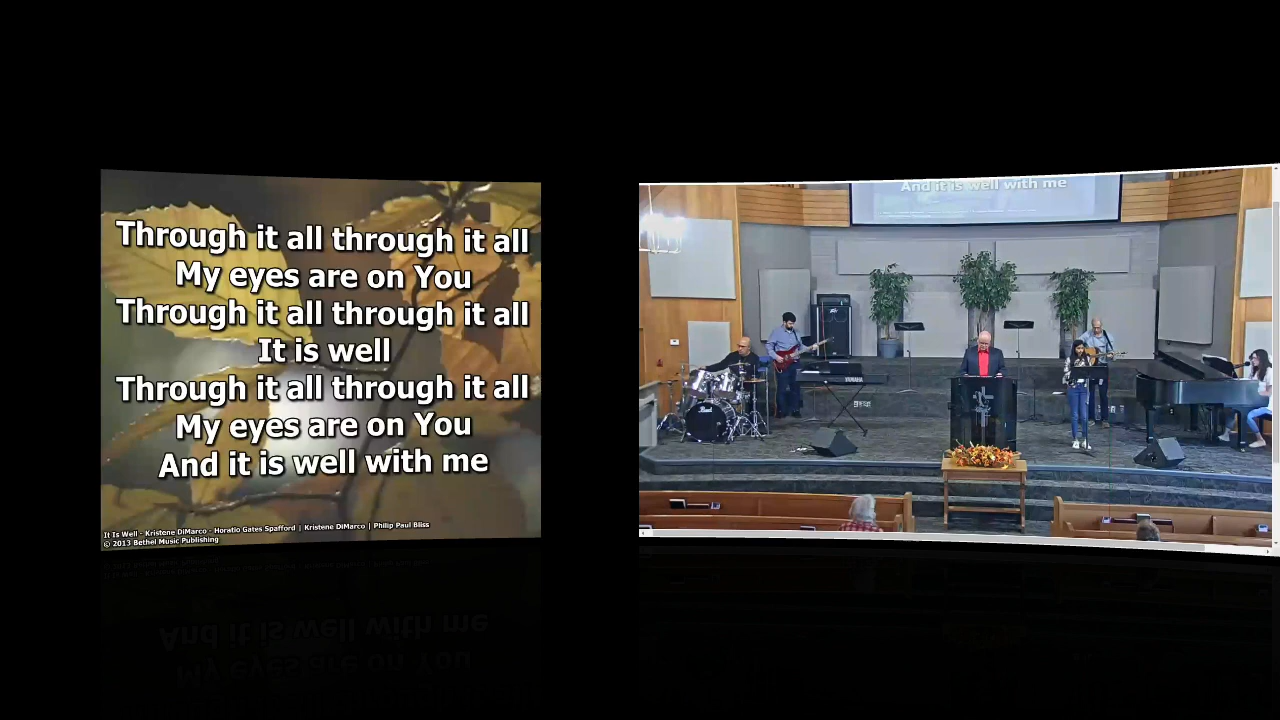 Through it all through it all
My eyes are on You
Through it all through it all
It is well
Through it all through it all
My eyes are on You
And it is well with me
It Is Well - Kristene DiMarco - Horatio Gates Spafford | Kristene DiMarco | Philip Paul Bliss
© 2013 Bethel Music Publishing
And it is well with me
YAMAHA
Pearl